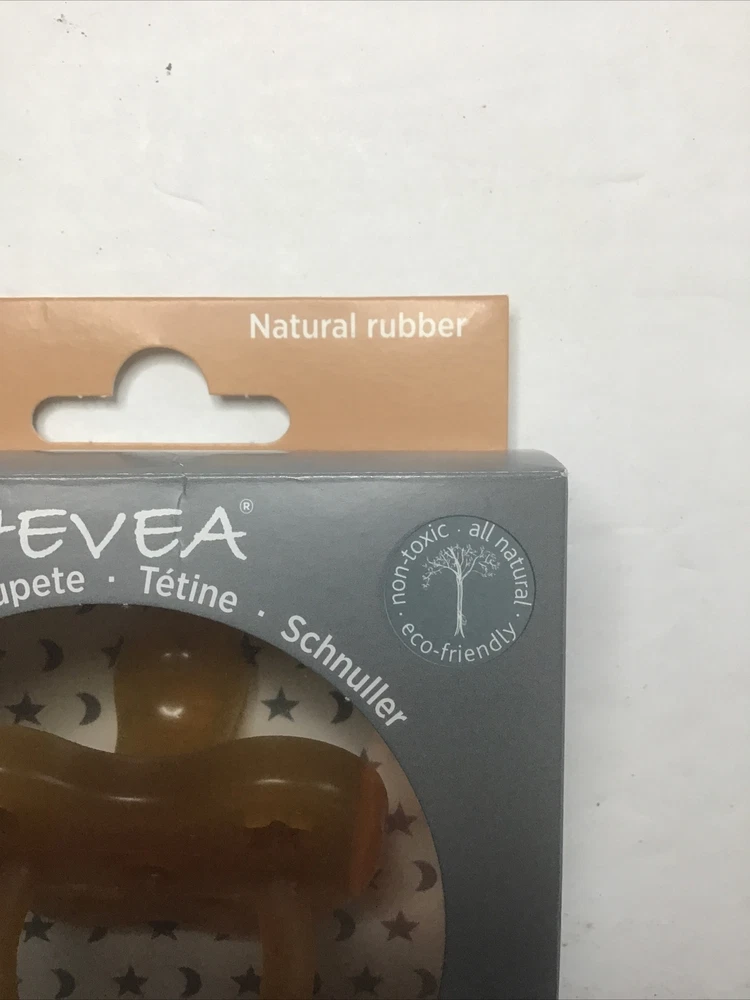 Natural rubber
EVEA®
upete · Tétine · Schnuller
· non-toxic · all natural ·
eco-friendly